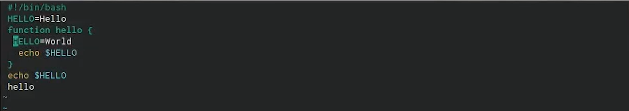 #!/bin/bash
HELLO=Hello
function hello {
 HELLO=World
  echo $HELLO
}
echo $HELLO
hello
~
~